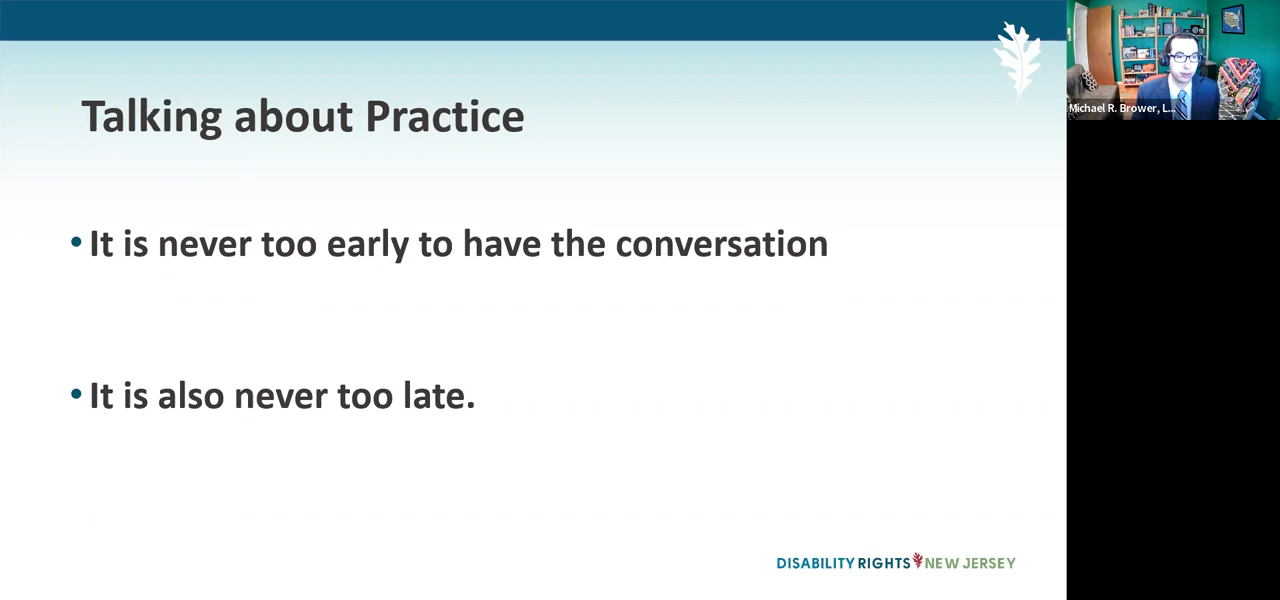 Talking about Practice
• It is never too early to have the conversation
• It is also never too late.
DISABILITY RIGHTS NEW JERSEY
Michael R. Brower, L...